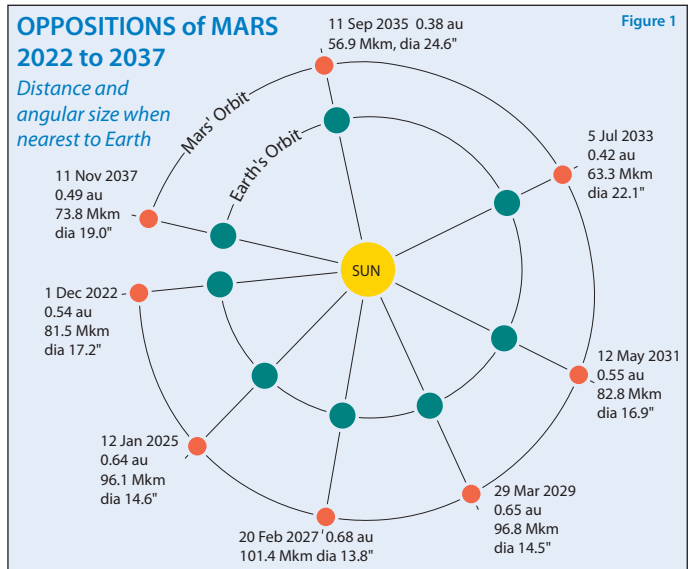 OPPOSITIONS of MARS
2022 to 2037
Distance and
angular size when
nearest to Earth
Figure 1
11 Sep 2035 0.38 au
56.9 Mkm, dia 24.6"
Mars' Orbit
Earth's Orbit
5 Jul 2033
0.42 au
63.3 Mkm
dia 22.1"
11 Nov 2037
0.49 au
73.8 Mkm
dia 19.0"
SUN
1 Dec 2022
0.54 au
81.5 Mkm
dia 17.2"
12 May 2031
0.55 au
82.8 Mkm
dia 16.9"
12 Jan 2025
0.64 au
96.1 Mkm
dia 14.6"
29 Mar 2029
0.65 au
96.8 Mkm
dia 14.5"
20 Feb 2027 0.68 au
101.4 Mkm dia 13.8"